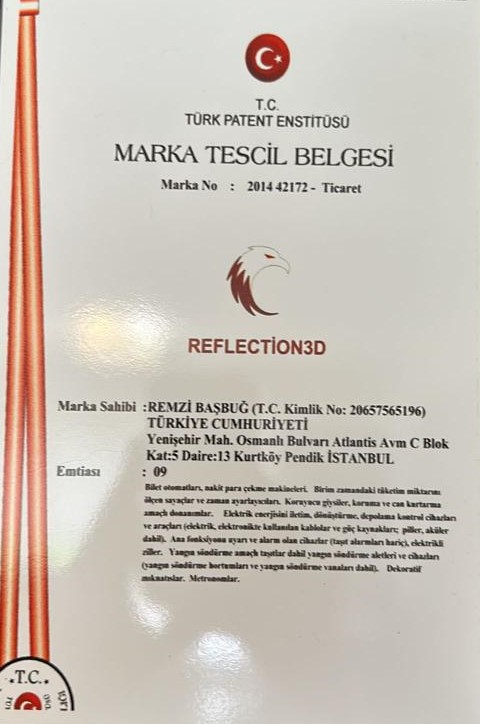 T.C.
TÜRK PATENT ENSTİTÜSÜ
MARKA TESCİL BELGESİ
Marka No : 2014 42172 - Ticaret
REFLECTİON3D
Marka Sahibi :REMZİ BAŞBUĞ (T.C. Kimlik No: 20657565196)
TÜRKİYE CUMHURİYETİ
Yenişehir Mah. Osmanlı Bulvarı Atlantis Avm C Blok
Kat:5 Daire:13 Kurtköy Pendik İSTANBUL
Emtiası : 09
Bilet otomatları, nakit para çekme makineleri. Birim zamandaki tüketim miktarını
ölçen sayaçlar ve zaman ayarlayıcıları. Koruyucu giysiler, koruma ve can kurtarma
amaçlı donanımlar. Elektrik enerjisini iletim, dönüştürme, depolama kontrol cihazları
ve araçları (elektrik, elektronikte kullanılan kablolar ve güç kaynakları; piller, aküler
dahil). Ana fonksiyonu uyarı ve alarm olan cihazlar (taşıt alarmları hariç), elektrikli
ziller. Yangın söndürme amaçlı taşıtlar dahil yangın söndürme aletleri ve cihazları
(yangın söndürme hortumları ve yangın söndürme vanaları dahil). Dekoratif
mıknatıslar. Metronomlar.
T.C.